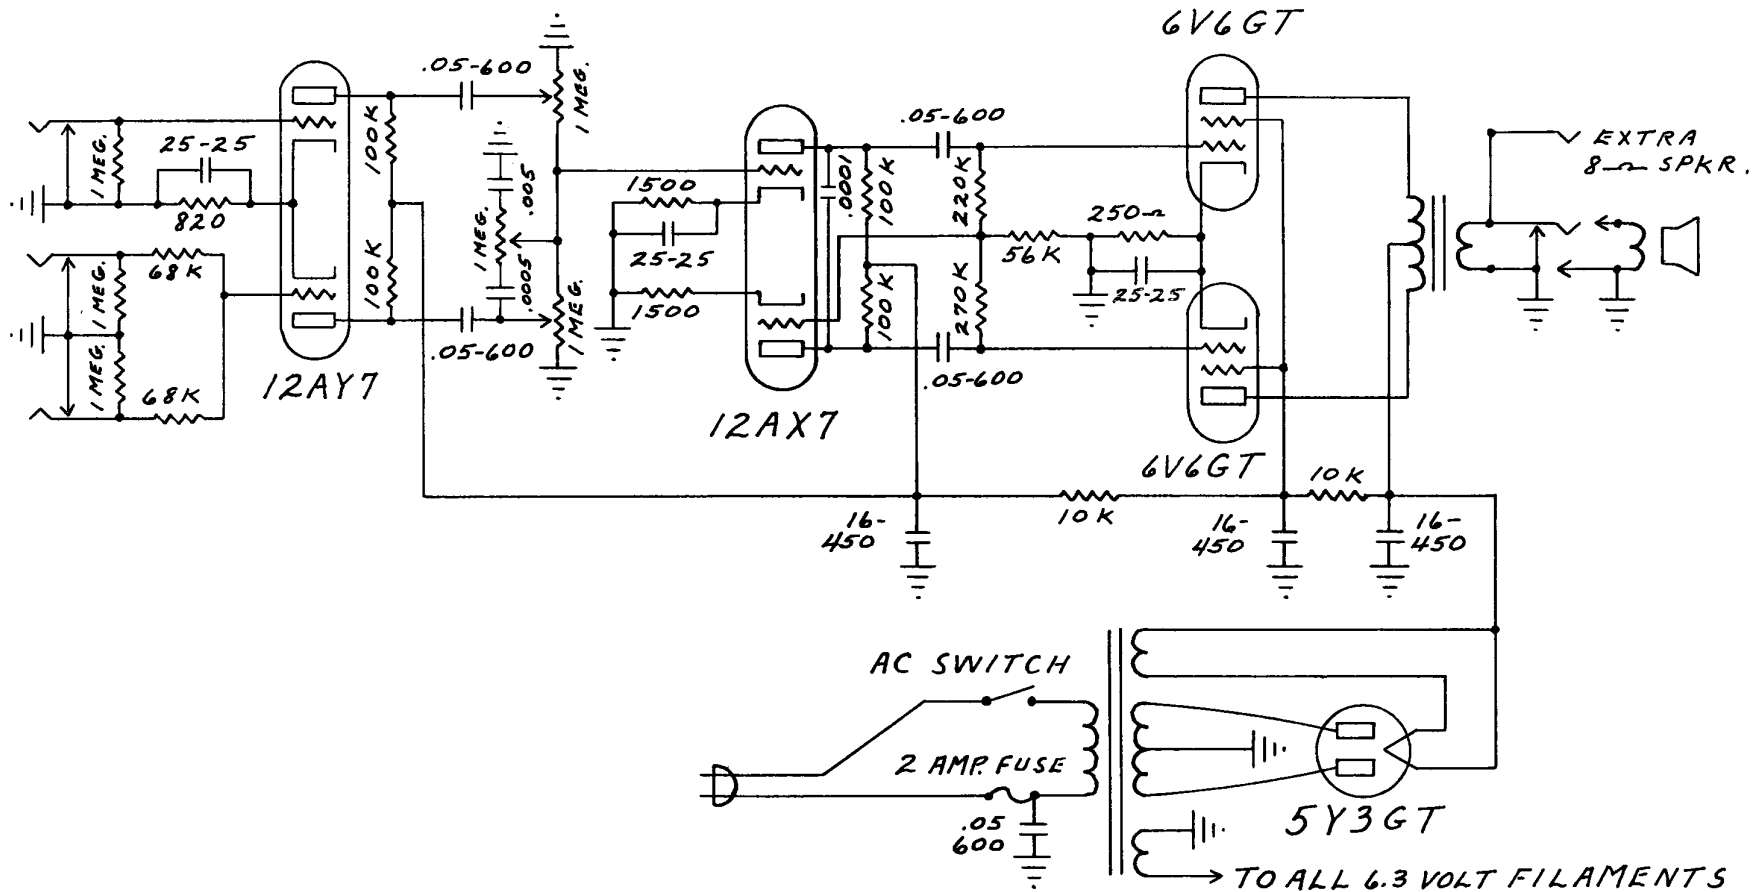 6V6GT
.05-600
1 MEG.
25-25
1 MEG.
820
100K
.005
1 MEG.
.0005
68K
1 MEG.
100K
1 MEG.
.05-600
1 MEG.
68K
12AY7
1500
25-25
1500
.0001
100K
.05-600
220K
250Ω
56K
25-25
100K
270K
.05-600
12AX7
EXTRA
8-Ω SPKR.
6V6GT
10K
10K
16-
450
16-
450
16-
450
AC SWITCH
2 AMP. FUSE
.05
600
5Y3GT
TO ALL 6.3 VOLT FILAMENTS